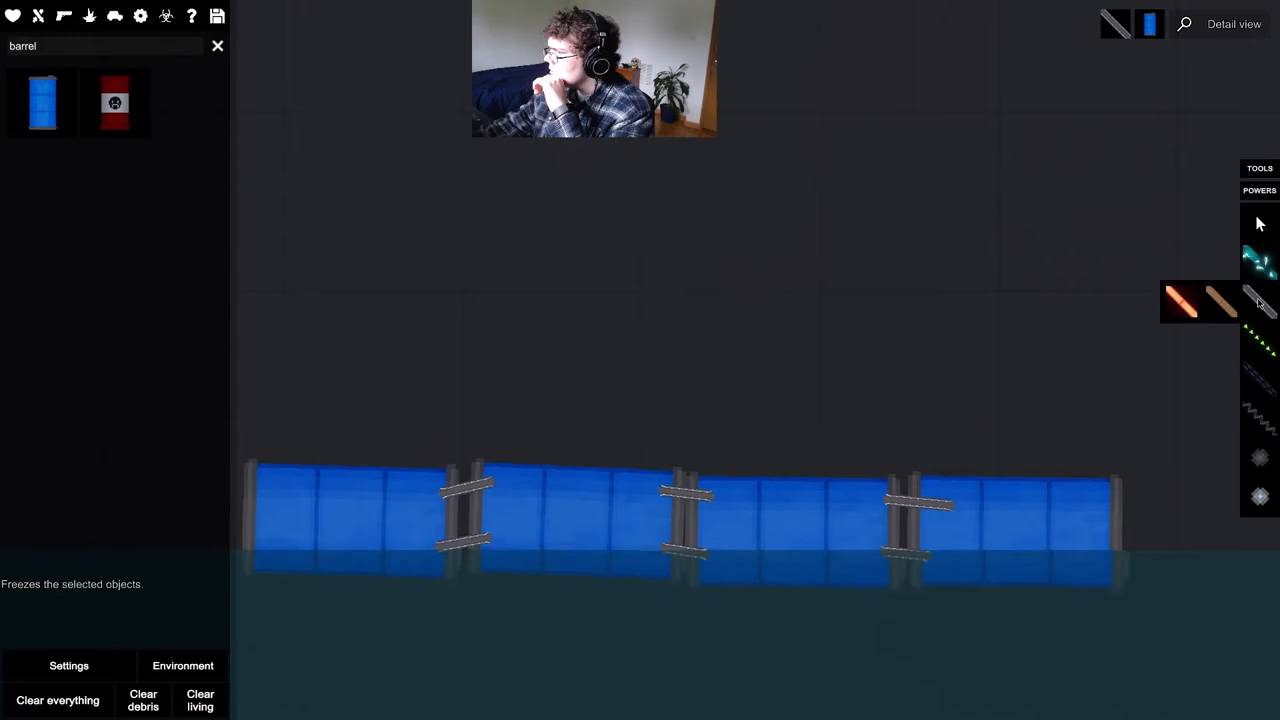 barrel
Detail view
TOOLS
POWERS
Freezes the selected objects.
Settings
Environment
Clear everything
Clear debris
Clear living